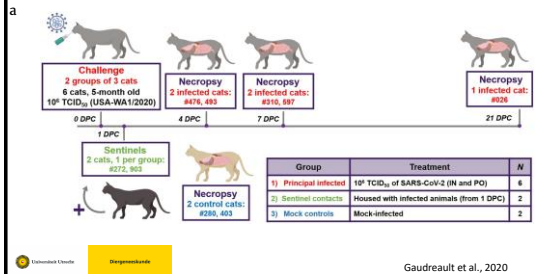 a
Challenge
2 groups of 3 cats
6 cats, 5-month old
10⁶ TCID₅₀ (USA-WA1/2020)
Necropsy
2 infected cats:
#476, 493
Necropsy
2 infected cats:
#310, 597
Necropsy
1 infected cat:
#026
0 DPC
4 DPC
7 DPC
21 DPC
1 DPC
Sentinels
2 cats, 1 per group:
#272, 903
+
Necropsy
2 control cats:
#280, 403
Group Treatment N
1) Principal infected 10⁶ TCID₅₀ of SARS-CoV-2 (IN and PO) 6
2) Sentinel contacts Housed with infected animals (from 1 DPC) 2
3) Mock controls Mock-infected 2
Universiteit Utrecht
Diergeneeskunde
Gaudreault et al., 2020